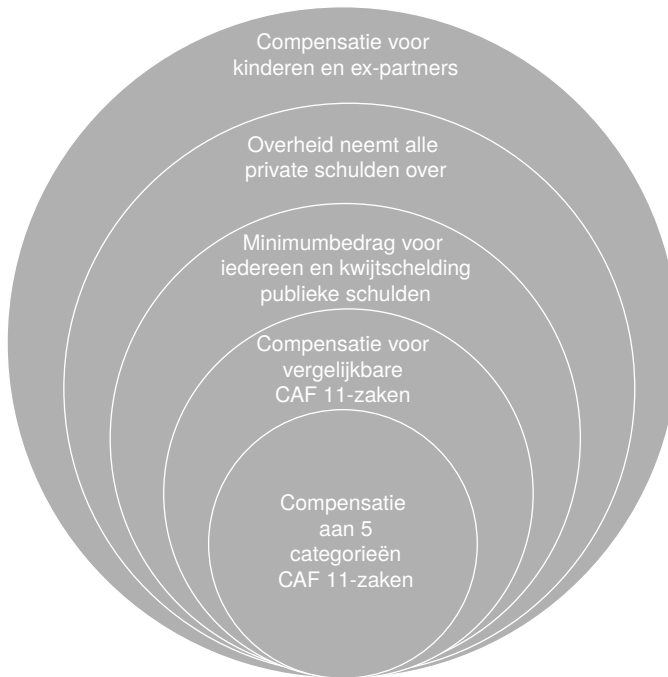 Compensatie voor
kinderen en ex-partners
Overheid neemt alle
private schulden over
Minimumbedrag voor
iedereen en kwijtschelding
publieke schulden
Compensatie voor
vergelijkbare
CAF 11-zaken
Compensatie
aan 5
categorieën
CAF 11-zaken